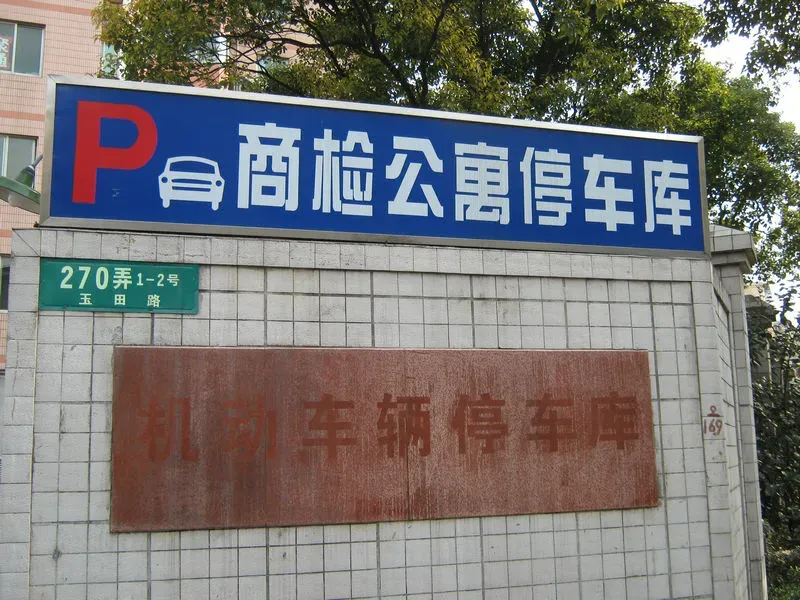 P 商检公寓停车库
270弄 1-2号
玉田路
机动车辆停车库
169